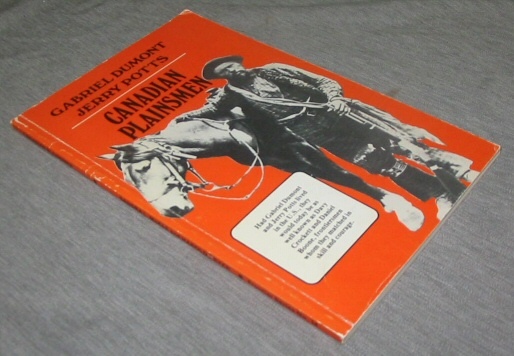 GABRIEL DUMONT
JERRY POTTS
CANADIAN
PLAINSMEN
Had Gabriel Dumont
and Jerry Potts lived
in the U.S., they
would today be as
well known as Davy
Crockett and Daniel
Boone, frontiersmen
whom they matched in
skill and courage.